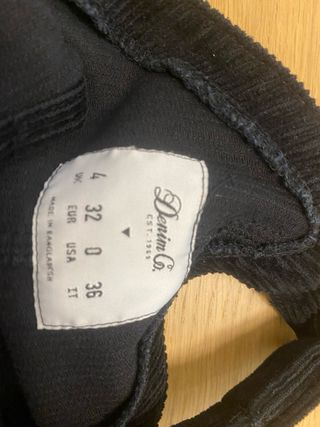 Denim Co.
EST. 1969
4 32 0 36
UK EUR USA IT
MADE IN BANGLADESH